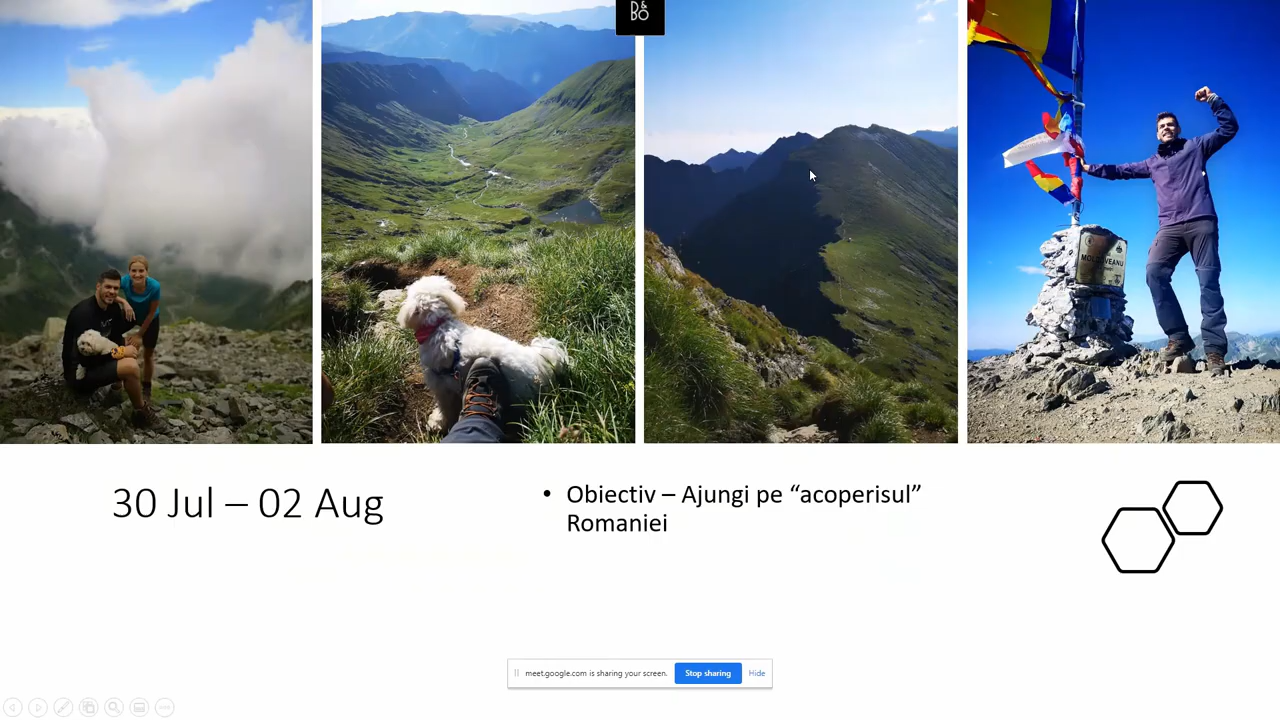 B&
BO
MOLDOVEANU
30 Jul – 02 Aug
• Obiectiv – Ajungi pe “acoperisul”
Romaniei
meet.google.com is sharing your screen.
Stop sharing
Hide